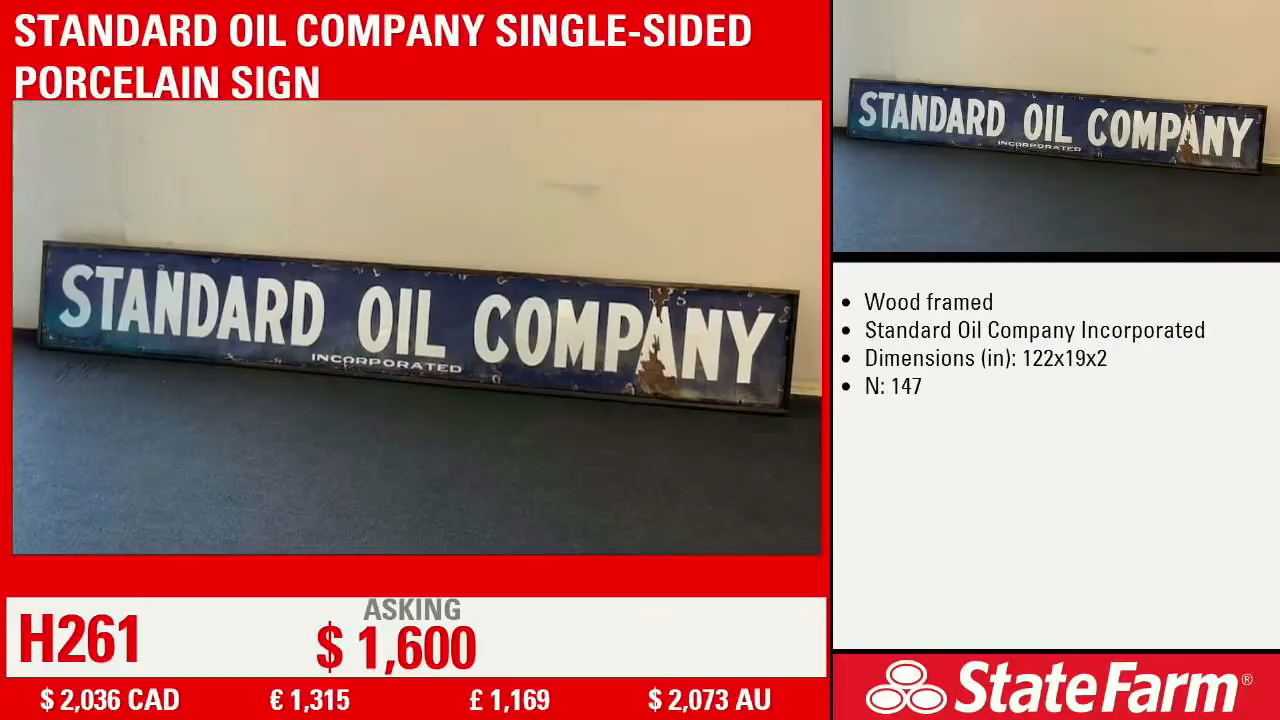 STANDARD OIL COMPANY SINGLE-SIDED
PORCELAIN SIGN
STANDARD OIL COMPANY
INCORPORATED
STANDARD OIL COMPANY
INCORPORATED
• Wood framed
• Standard Oil Company Incorporated
• Dimensions (in): 122x19x2
• N: 147
H261
ASKING
$ 1,600
$ 2,036 CAD € 1,315 £ 1,169 $ 2,073 AU
StateFarm®